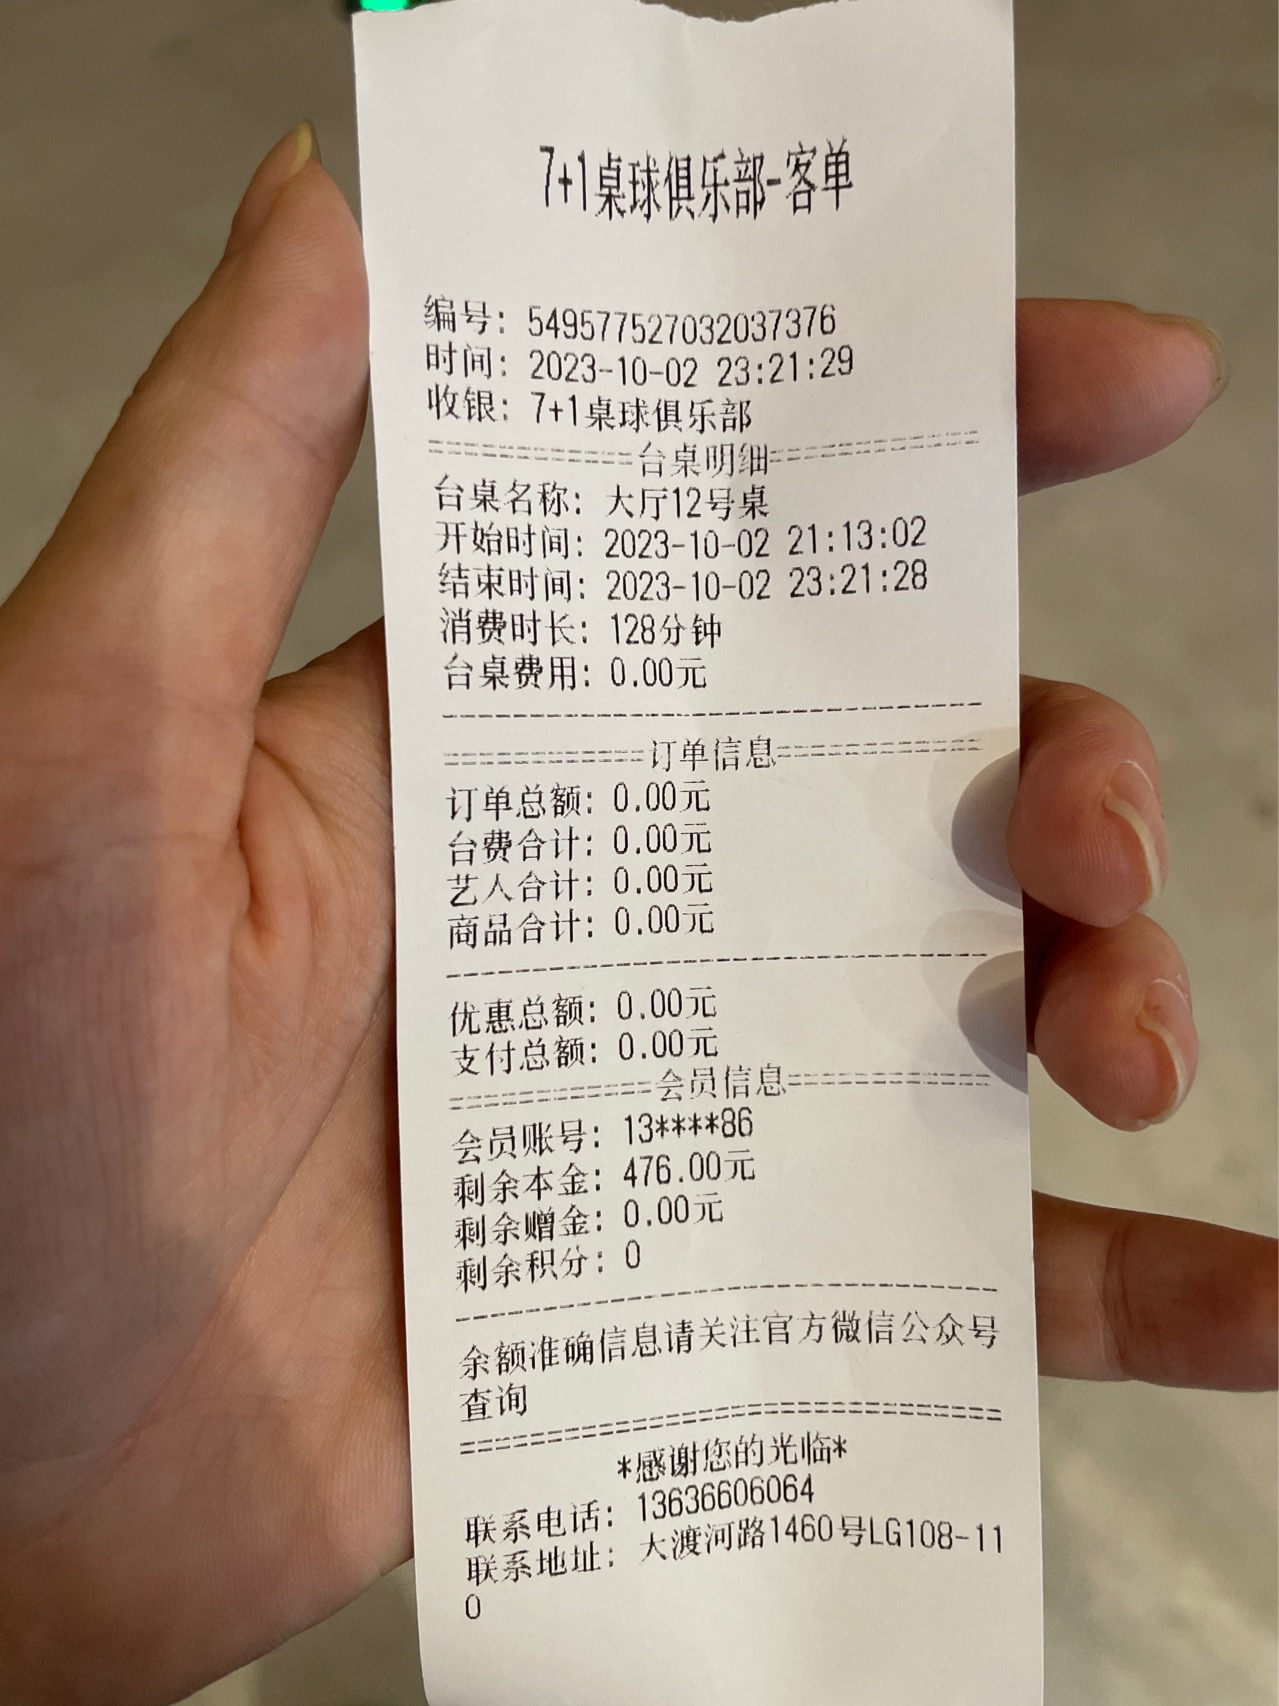 7+1桌球俱乐部-客单
编号: 549577527032037376
时间: 2023-10-02 23:21:29
收银: 7+1桌球俱乐部
============台桌明细============
台桌名称: 大厅12号桌
开始时间: 2023-10-02 21:13:02
结束时间: 2023-10-02 23:21:28
消费时长: 128分钟
台桌费用: 0.00元
--------------------------------
============订单信息============
订单总额: 0.00元
台费合计: 0.00元
艺人合计: 0.00元
商品合计: 0.00元
--------------------------------
优惠总额: 0.00元
支付总额: 0.00元
============会员信息============
会员账号: 13****86
剩余本金: 476.00元
剩余赠金: 0.00元
剩余积分: 0
--------------------------------
余额准确信息请关注官方微信公众号
查询
================================
*感谢您的光临*
联系电话: 13636606064
联系地址: 大渡河路1460号LG108-11
0